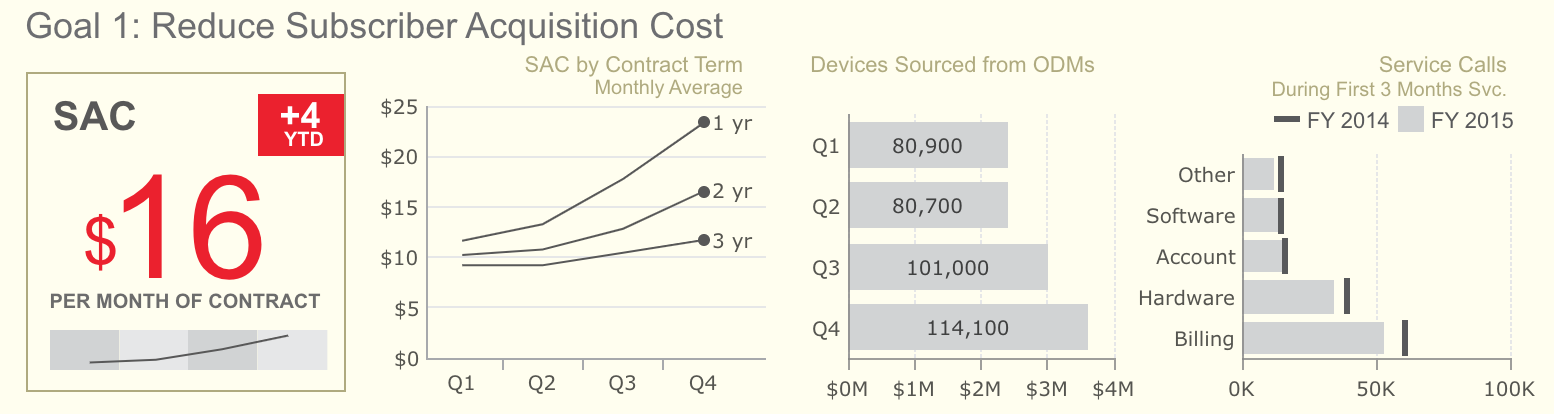 Goal 1: Reduce Subscriber Acquisition Cost
SAC
+4
YTD
$16
PER MONTH OF CONTRACT
SAC by Contract Term
Monthly Average
$25
$20
$15
$10
$5
$0
1 yr
2 yr
3 yr
Q1 Q2 Q3 Q4
Devices Sourced from ODMs
Q1 80,900
Q2 80,700
Q3 101,000
Q4 114,100
$0M $1M $2M $3M $4M
Service Calls
During First 3 Months Svc.
FY 2014 FY 2015
Other
Software
Account
Hardware
Billing
0K 50K 100K